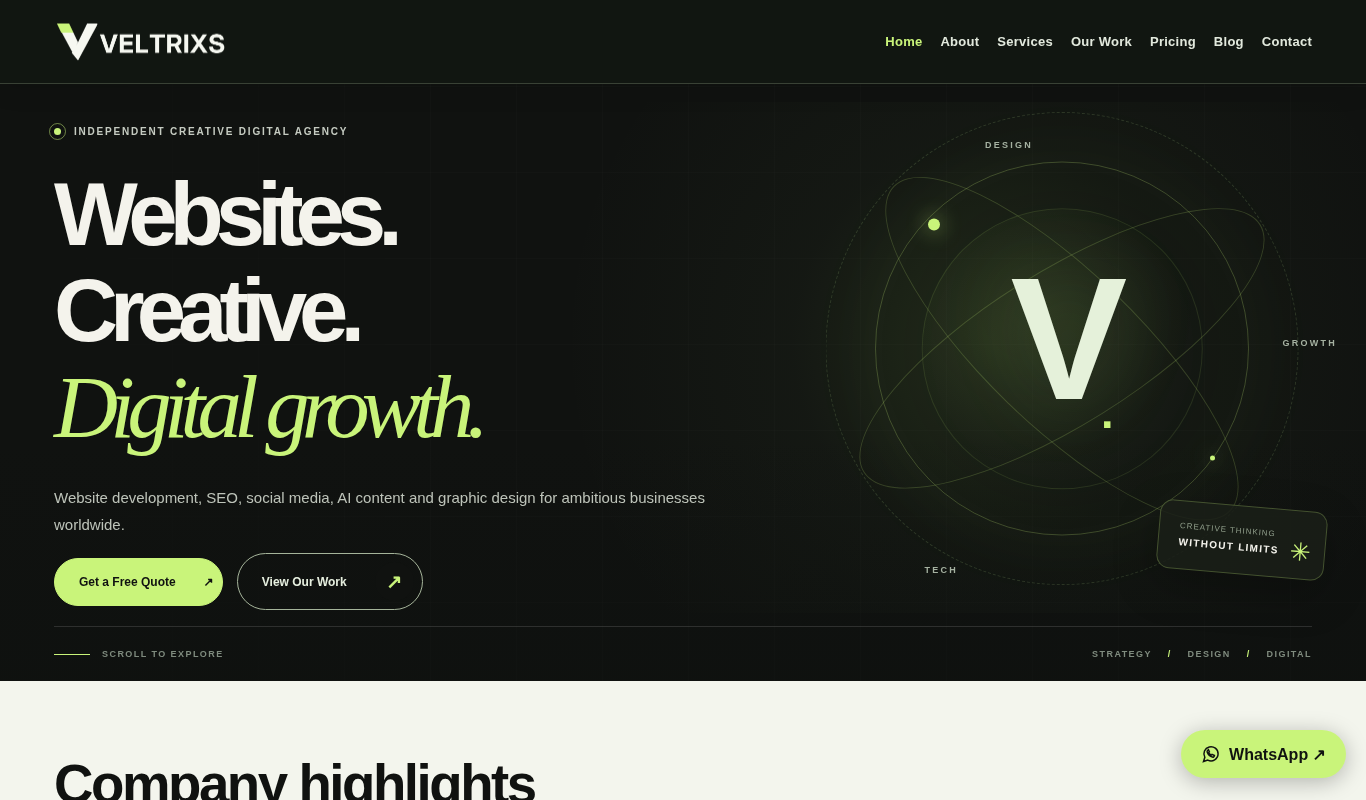 VELTRIXS
Home About Services Our Work Pricing Blog Contact
INDEPENDENT CREATIVE DIGITAL AGENCY
Websites.
Creative.
Digital growth.
Website development, SEO, social media, AI content and graphic design for ambitious businesses
worldwide.
Get a Free Quote ↗
View Our Work ↗
DESIGN
V.
GROWTH
TECH
CREATIVE THINKING
WITHOUT LIMITS
SCROLL TO EXPLORE
STRATEGY / DESIGN / DIGITAL
Company highlights
WhatsApp ↗